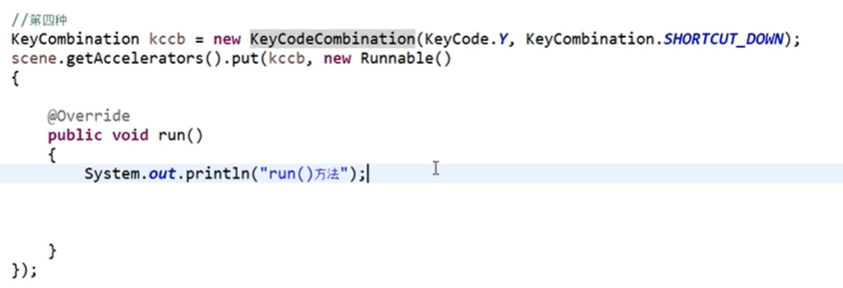 //第四种
KeyCombination kccb = new KeyCodeCombination(KeyCode.Y, KeyCombination.SHORTCUT_DOWN);
scene.getAccelerators().put(kccb, new Runnable()
{
@Override
public void run()
{
System.out.println("run()方法");
}
});